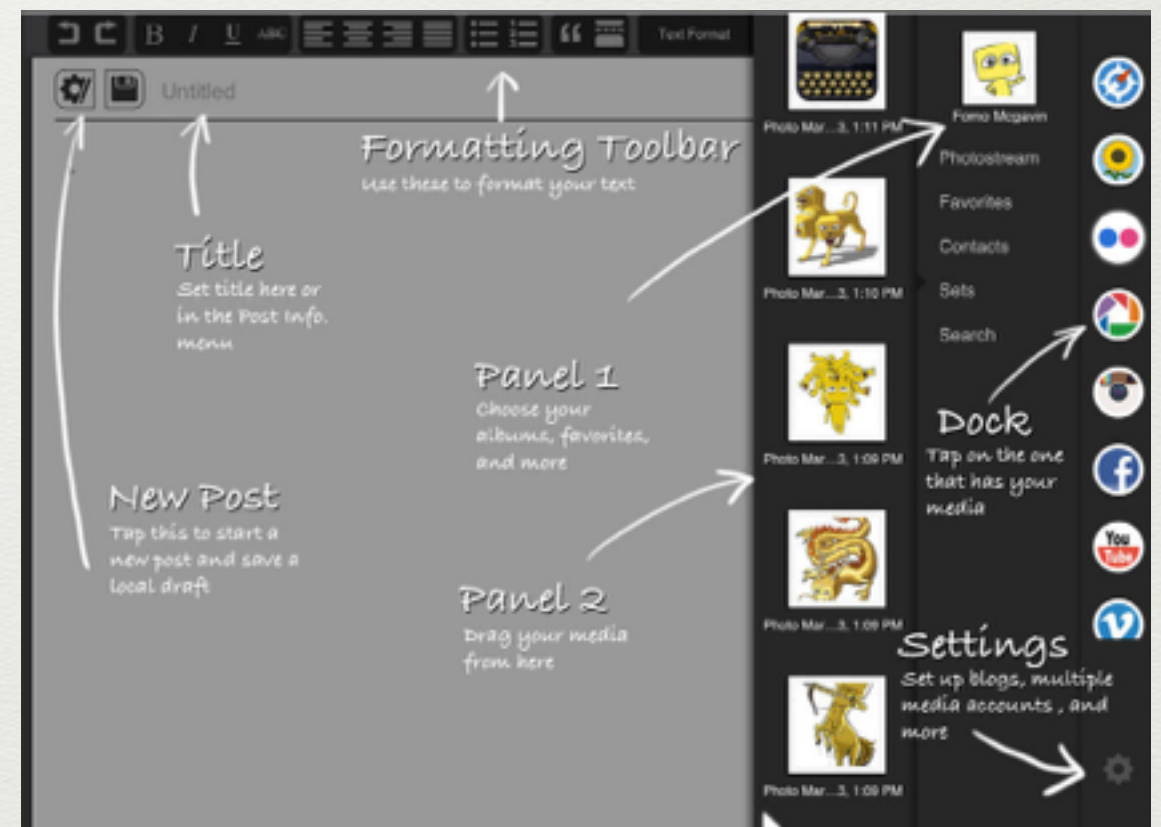 B I U ABC
Text Format
Untitled
Formatting Toolbar
Use these to format your text
Title
Set title here or
in the Post Info.
menu
Panel 1
Choose your
albums, favorites,
and more
New Post
Tap this to start a
new post and save a
local draft
Panel 2
Drag your media
from here
Photo Mar...3, 1:11 PM
Photo Mar...3, 1:10 PM
Photo Mar...3, 1:09 PM
Photo Mar...3, 1:09 PM
Photo Mar...3, 1:09 PM
Fomo Mcgavin
Photostream
Favorites
Contacts
Sets
Search
Dock
Tap on the one
that has your
media
You
Tube
Settings
Set up blogs, multiple
media accounts , and
more